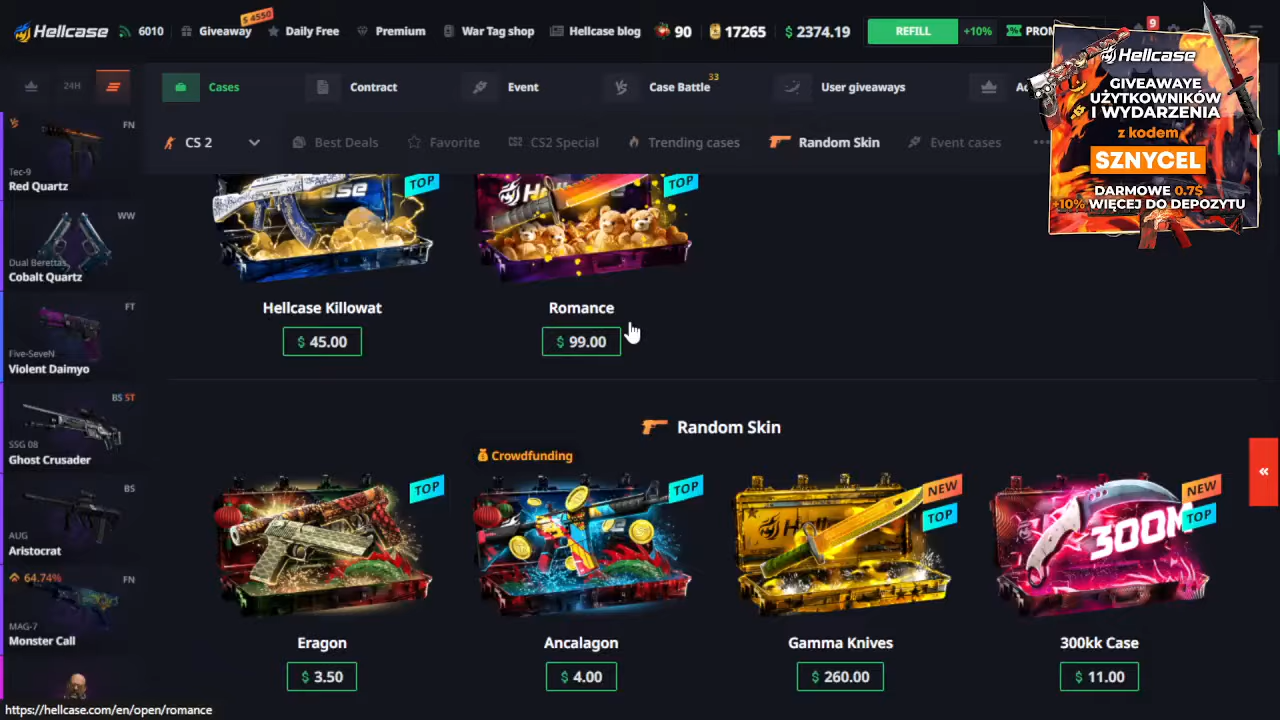 Hellcase
6010
Giveaway
$ 4550
Daily Free
Premium
War Tag shop
Hellcase blog
90
17265
$ 2374.19
REFILL
+10%
9
24H
Cases
Contract
Event
Case Battle
33
User giveaways
CS 2
Best Deals
Favorite
CS2 Special
Trending cases
Random Skin
Event cases
Hellcase
GIVEAWAYE
UŻYTKOWNIKÓW
I WYDARZENIA
z kodem
SZNYCEL
DARMOWE 0.7$
+10% WIĘCEJ DO DEPOZYTU
FN
Tec-9
Red Quartz
WW
Dual Berettas
Cobalt Quartz
FT
Five-SeveN
Violent Daimyo
BS ST
SSG 08
Ghost Crusader
BS
AUG
Aristocrat
64.74%
FN
MAG-7
Monster Call
TOP
TOP
Hellcase Killowat
$ 45.00
Romance
$ 99.00
Random Skin
Crowdfunding
TOP
TOP
NEW
TOP
300M
NEW
TOP
Eragon
$ 3.50
Ancalagon
$ 4.00
Gamma Knives
$ 260.00
300kk Case
$ 11.00
«
https://hellcase.com/en/open/romance